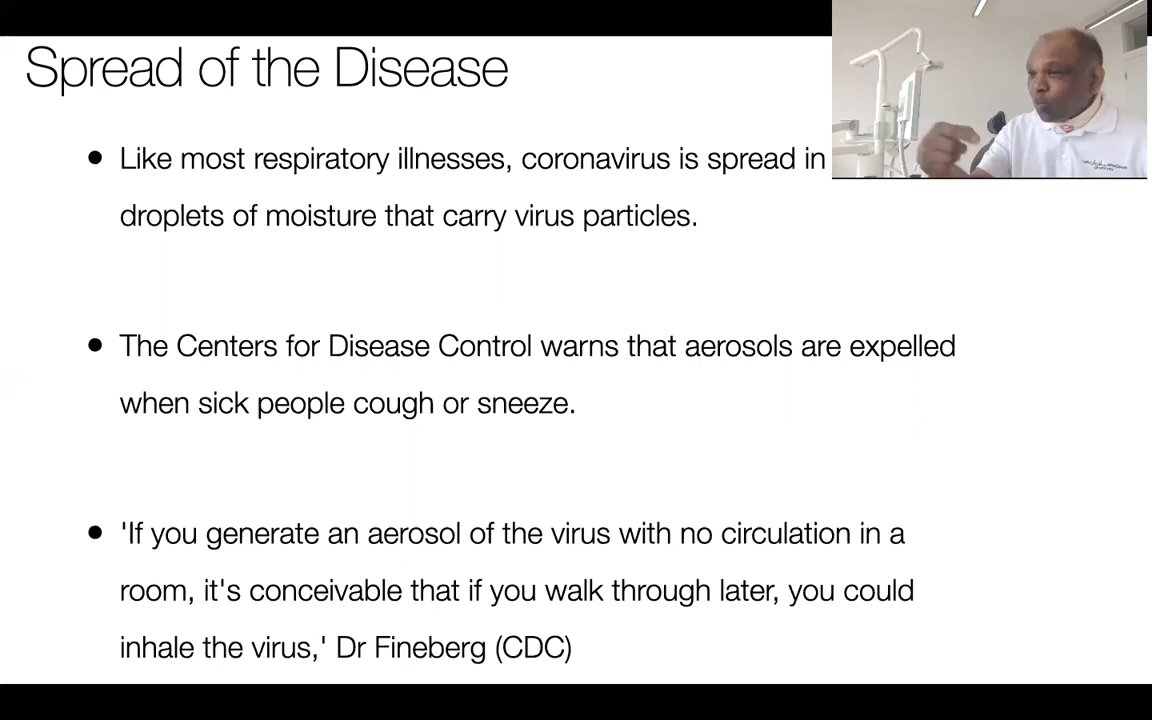 Spread of the Disease
• Like most respiratory illnesses, coronavirus is spread in
droplets of moisture that carry virus particles.
• The Centers for Disease Control warns that aerosols are expelled
when sick people cough or sneeze.
• 'If you generate an aerosol of the virus with no circulation in a
room, it's conceivable that if you walk through later, you could
inhale the virus,' Dr Fineberg (CDC)